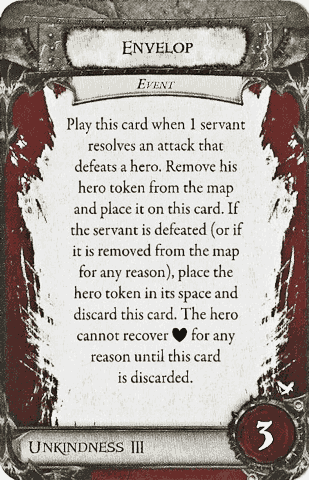 ENVELOP
EVENT
Play this card when 1 servant
resolves an attack that
defeats a hero. Remove his
hero token from the map
and place it on this card. If
the servant is defeated (or if
it is removed from the map
for any reason), place the
hero token in its space and
discard this card. The hero
cannot recover ♥ for any
reason until this card
is discarded.
3
UNKINDNESS III